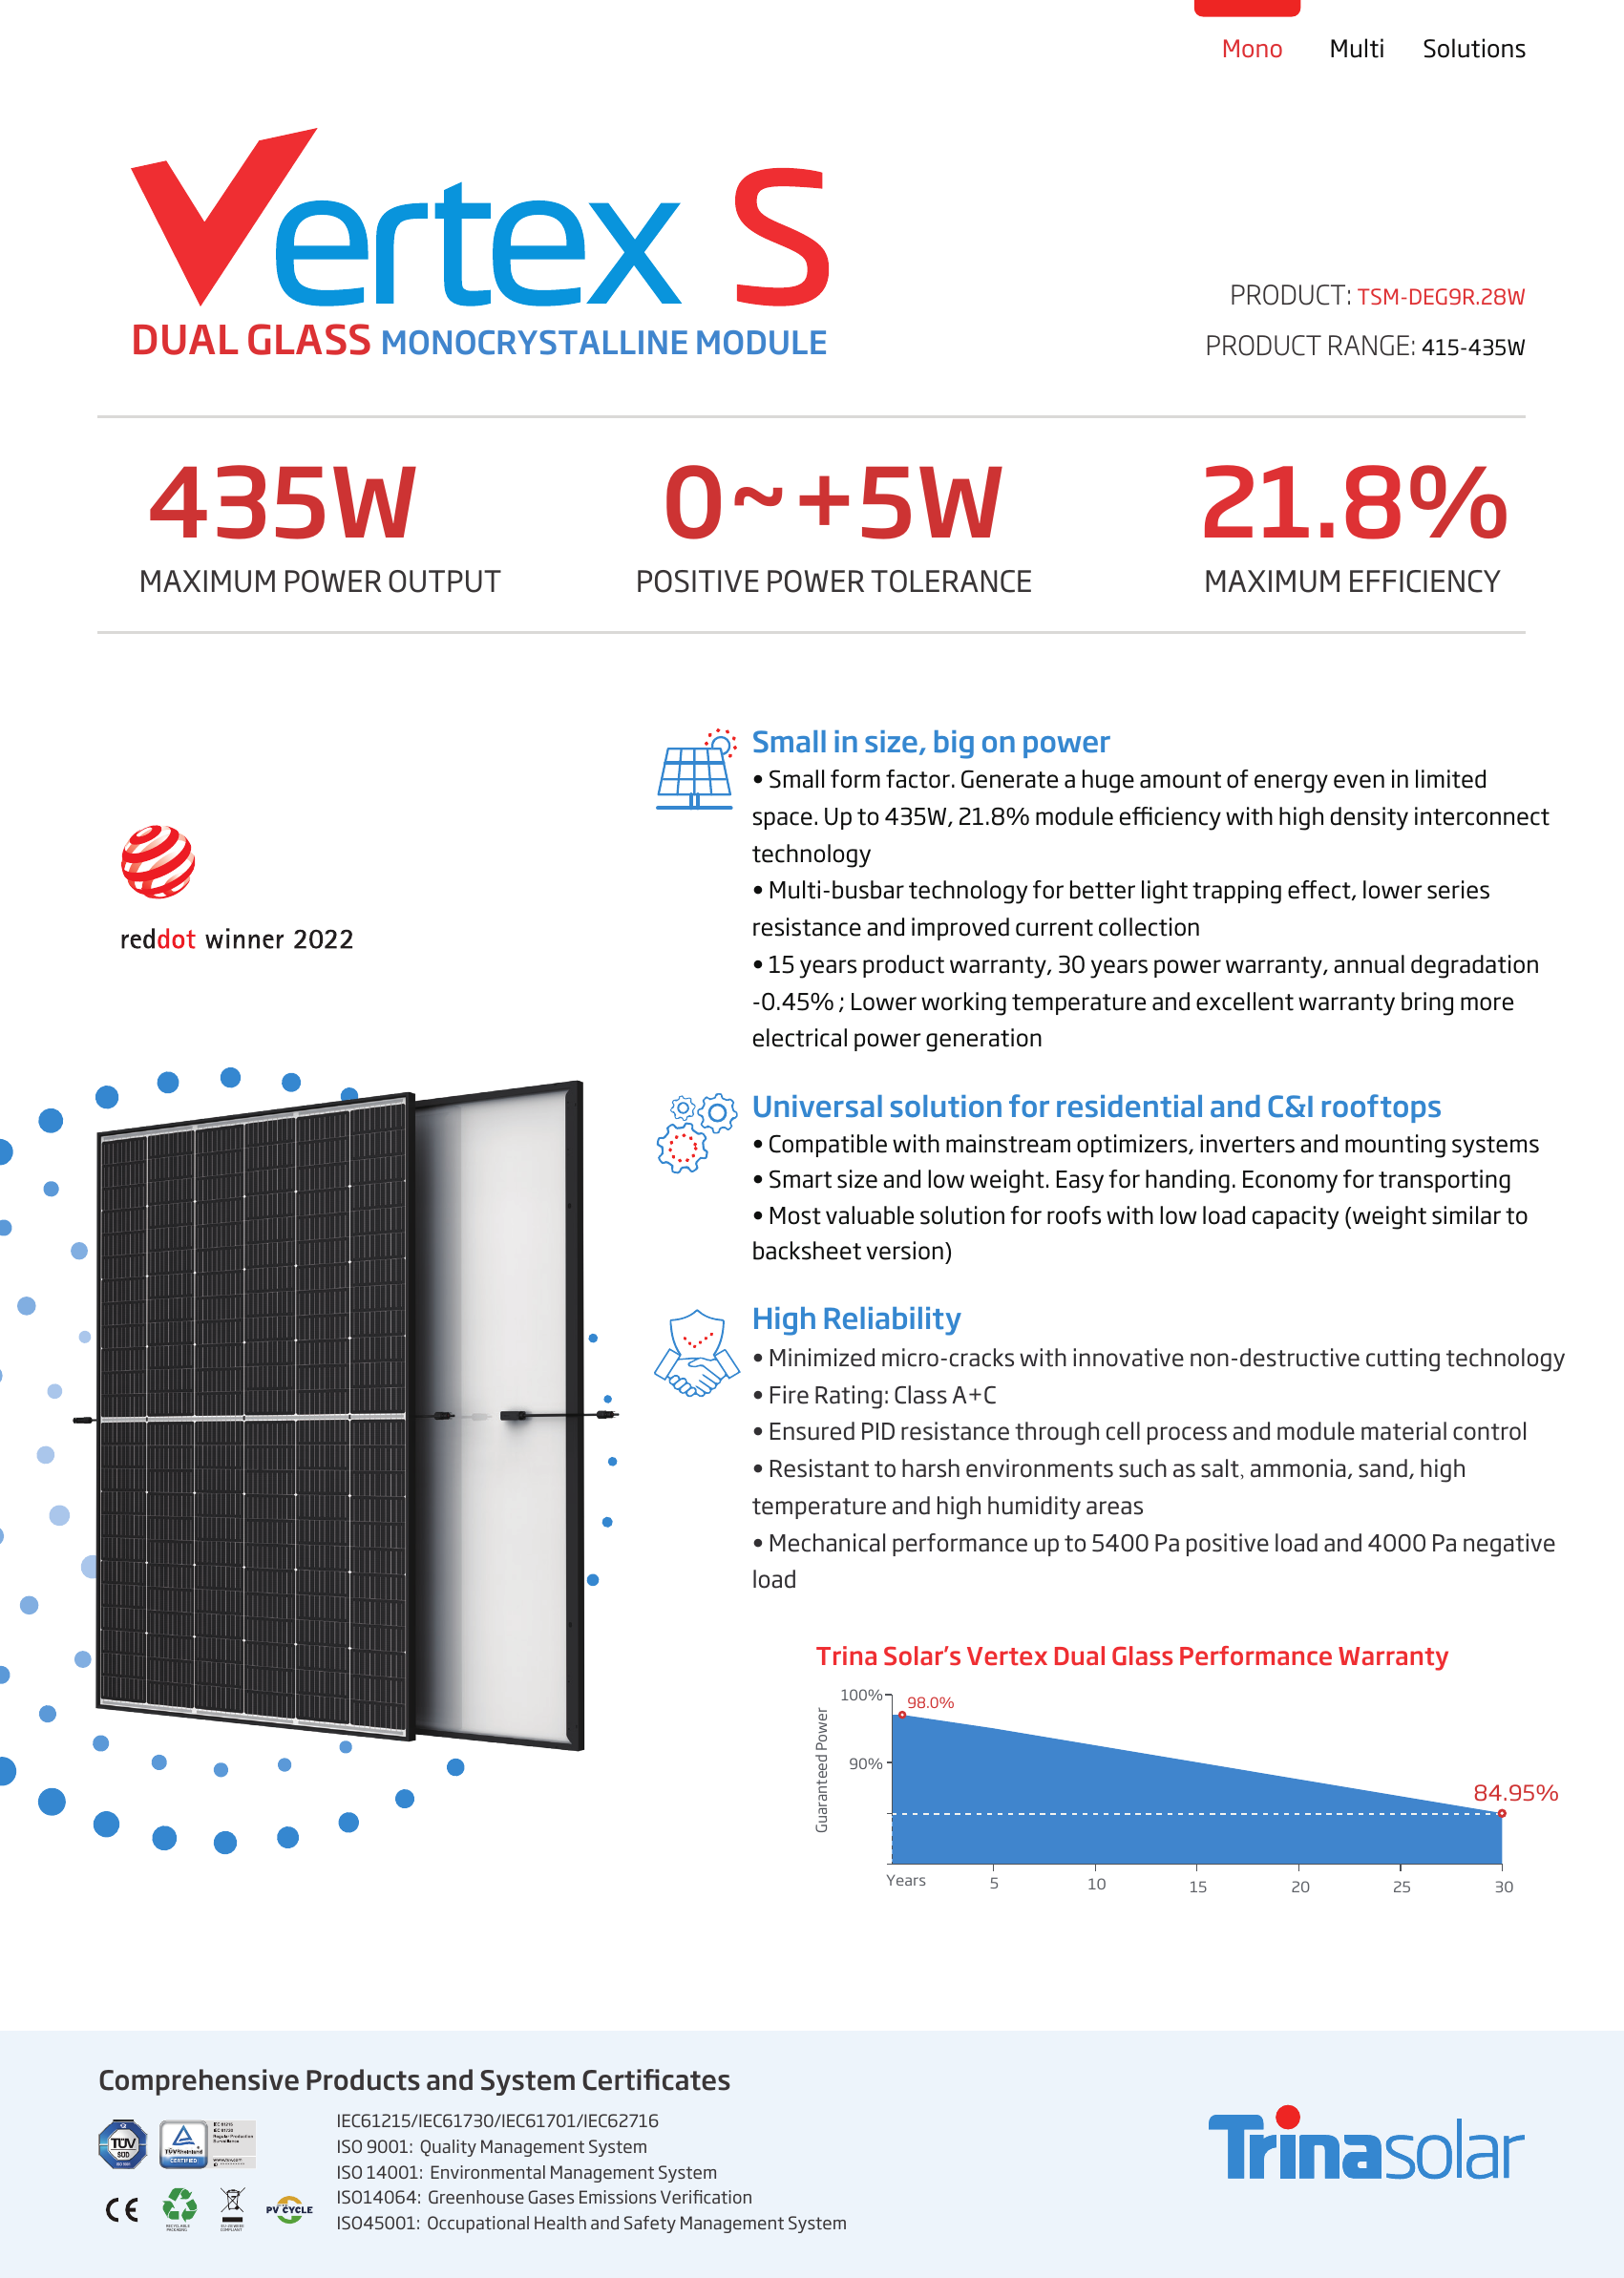 Mono Multi Solutions
Vertex S
DUAL GLASS MONOCRYSTALLINE MODULE
PRODUCT: TSM-DEG9R.28W
PRODUCT RANGE: 415-435W
435W
MAXIMUM POWER OUTPUT
0~+5W
POSITIVE POWER TOLERANCE
21.8%
MAXIMUM EFFICIENCY
reddot winner 2022
Small in size, big on power
• Small form factor. Generate a huge amount of energy even in limited
space. Up to 435W, 21.8% module efficiency with high density interconnect
technology
• Multi-busbar technology for better light trapping effect, lower series
resistance and improved current collection
• 15 years product warranty, 30 years power warranty, annual degradation
-0.45% ; Lower working temperature and excellent warranty bring more
electrical power generation
Universal solution for residential and C&I rooftops
• Compatible with mainstream optimizers, inverters and mounting systems
• Smart size and low weight. Easy for handing. Economy for transporting
• Most valuable solution for roofs with low load capacity (weight similar to
backsheet version)
High Reliability
• Minimized micro-cracks with innovative non-destructive cutting technology
• Fire Rating: Class A+C
• Ensured PID resistance through cell process and module material control
• Resistant to harsh environments such as salt, ammonia, sand, high
temperature and high humidity areas
• Mechanical performance up to 5400 Pa positive load and 4000 Pa negative
load
Trina Solar's Vertex Dual Glass Performance Warranty
Guaranteed Power
100%
98.0%
90%
84.95%
Years 5 10 15 20 25 30
Comprehensive Products and System Certificates
TÜV
SÜD
TÜVRheinland
CERTIFIED
IEC 61215
IEC 61730
Regular Production
Surveillance
CE
PV CYCLE
IEC61215/IEC61730/IEC61701/IEC62716
ISO 9001: Quality Management System
ISO 14001: Environmental Management System
ISO14064: Greenhouse Gases Emissions Verification
ISO45001: Occupational Health and Safety Management System
Trinasolar